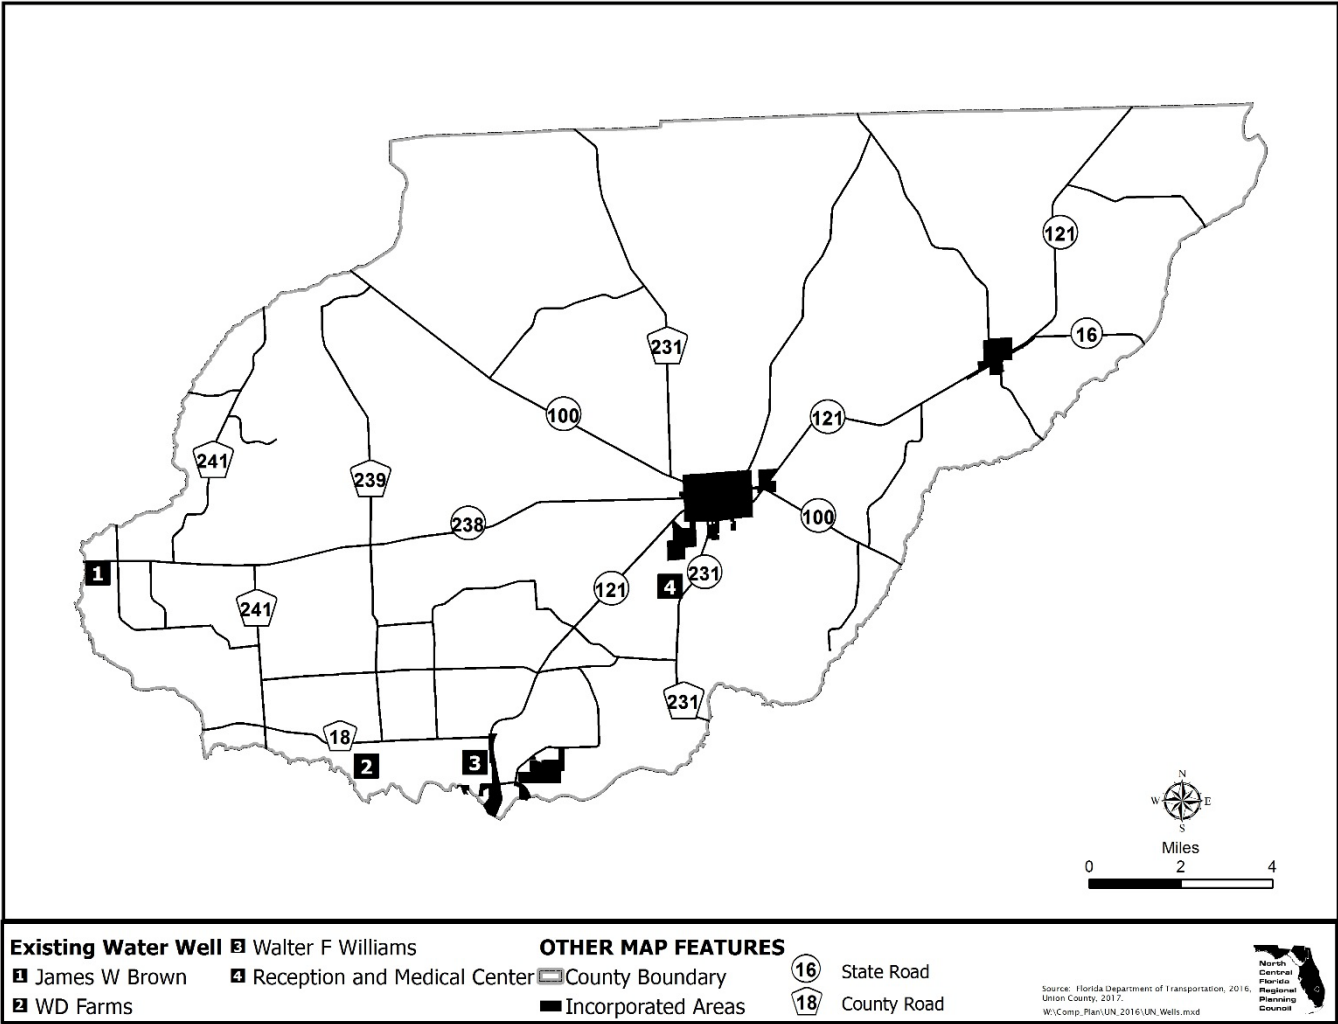 121
16
231
100
121
241
239
238
100
1
4
231
121
241
231
18
2
3
N
W E
S
Miles
0 2 4
Existing Water Well
1 James W Brown
2 WD Farms
3 Walter F Williams
4 Reception and Medical Center
OTHER MAP FEATURES
County Boundary
Incorporated Areas
16 State Road
18 County Road
Source: Florida Department of Transportation, 2016,
Union County, 2017.
W:\Comp_Plan\UN_2016\UN_Wells.mxd
North
Central
Florida
Regional
Planning
Council